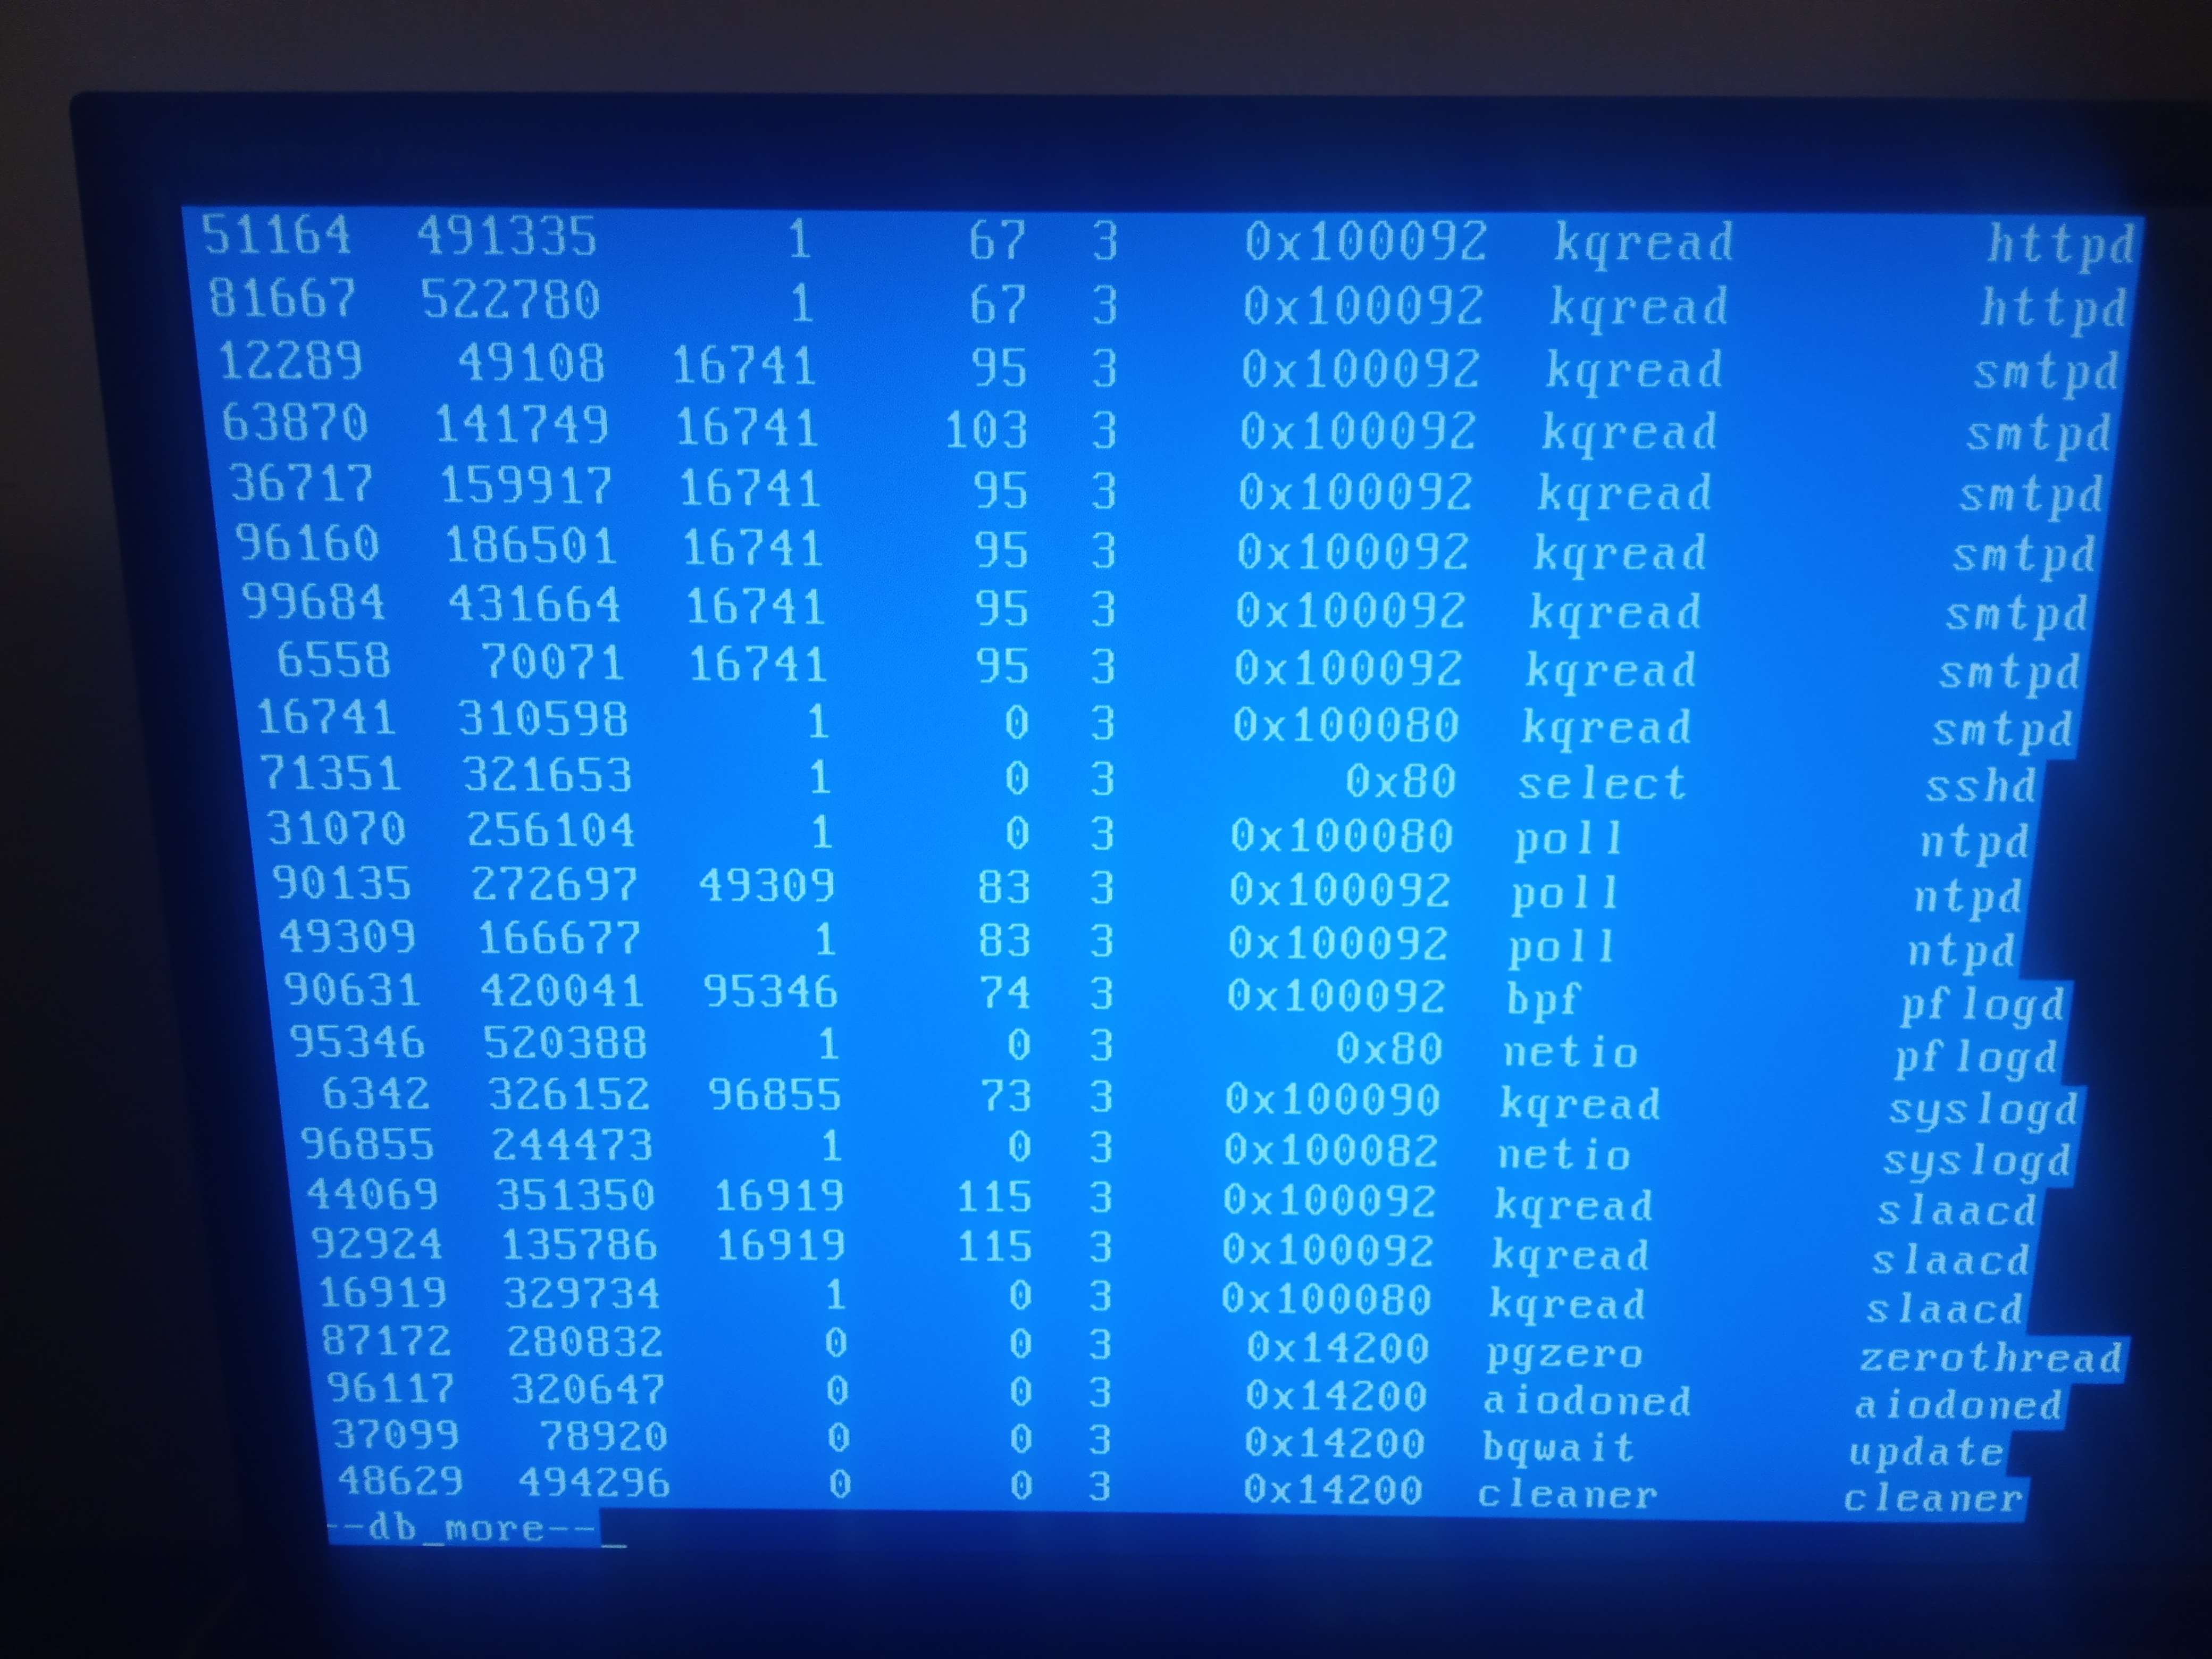 51164 491335 1 67 3 0x100092 kqread httpd
81667 522780 1 67 3 0x100092 kqread httpd
12289 49108 16741 95 3 0x100092 kqread smtpd
63870 141749 16741 103 3 0x100092 kqread smtpd
36717 159917 16741 95 3 0x100092 kqread smtpd
96160 186501 16741 95 3 0x100092 kqread smtpd
99684 431664 16741 95 3 0x100092 kqread smtpd
6558 70071 16741 95 3 0x100092 kqread smtpd
16741 310598 1 0 3 0x100080 kqread smtpd
71351 321653 1 0 3 0x80 select sshd
31070 256104 1 0 3 0x100080 poll ntpd
90135 272697 49309 83 3 0x100092 poll ntpd
49309 166677 1 83 3 0x100092 poll ntpd
90631 420041 95346 74 3 0x100092 bpf pflogd
95346 520388 1 0 3 0x80 netio pflogd
6342 326152 96855 73 3 0x100090 kqread syslogd
96855 244473 1 0 3 0x100082 netio syslogd
44069 351350 16919 115 3 0x100092 kqread slaacd
92924 135786 16919 115 3 0x100092 kqread slaacd
16919 329734 1 0 3 0x100080 kqread slaacd
87172 280832 0 0 3 0x14200 pgzero zerothread
96117 320647 0 0 3 0x14200 aiodoned aiodoned
37099 78920 0 0 3 0x14200 bqwait update
48629 494296 0 0 3 0x14200 cleaner cleaner
--db_more--